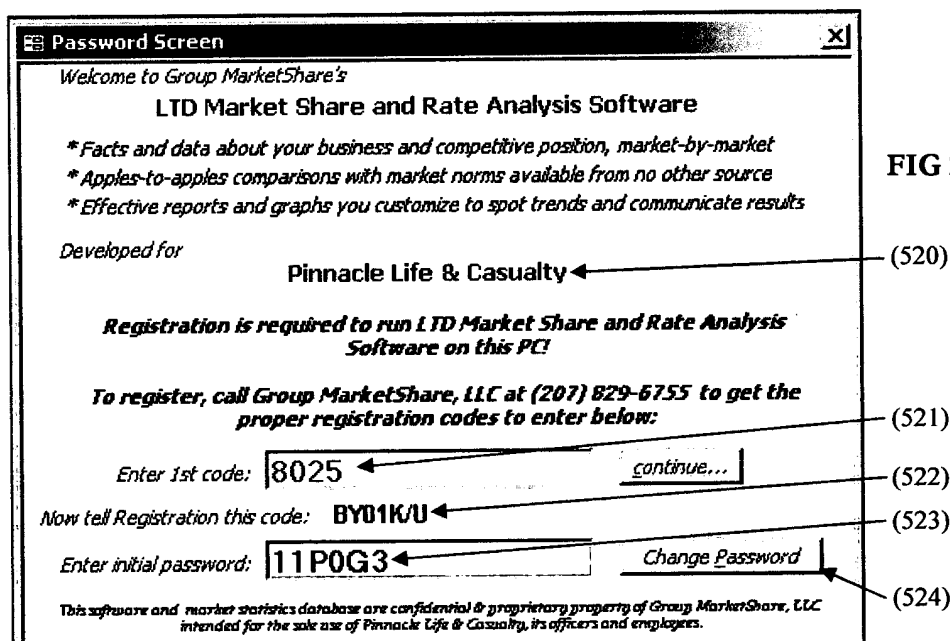 Password Screen
Welcome to Group MarketShare's
LTD Market Share and Rate Analysis Software
* Facts and data about your business and competitive position, market-by-market
* Apples-to-apples comparisons with market norms available from no other source
* Effective reports and graphs you customize to spot trends and communicate results
FIG
Developed for
Pinnacle Life & Casualty
(520)
Registration is required to run LTD Market Share and Rate Analysis
Software on this PC!
To register, call Group MarketShare, LLC at (207) 829-6755 to get the
proper registration codes to enter below:
(521)
Enter 1st code: 8025 continue...
(522)
Now tell Registration this code: BY01K/U
(523)
Enter initial password: 11P0G3 Change Password
(524)
This software and market statistics database are confidential & proprietary property of Group MarketShare, LLC
intended for the sole use of Pinnacle Life & Casualty, its officers and employees.